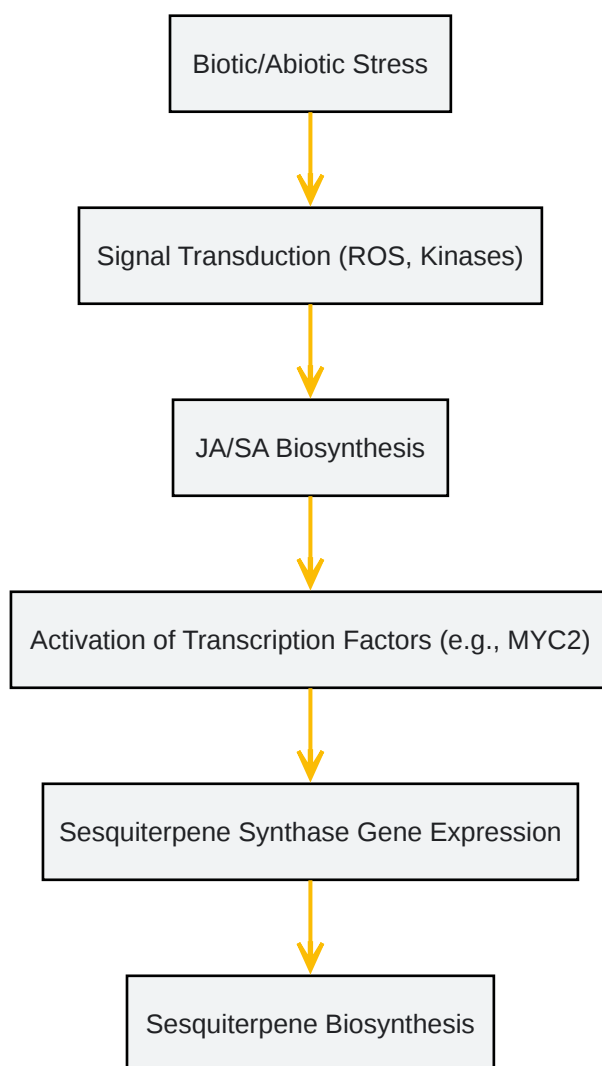 Biotic/Abiotic Stress
Signal Transduction (ROS, Kinases)
JA/SA Biosynthesis
Activation of Transcription Factors (e.g., MYC2)
Sesquiterpene Synthase Gene Expression
Sesquiterpene Biosynthesis